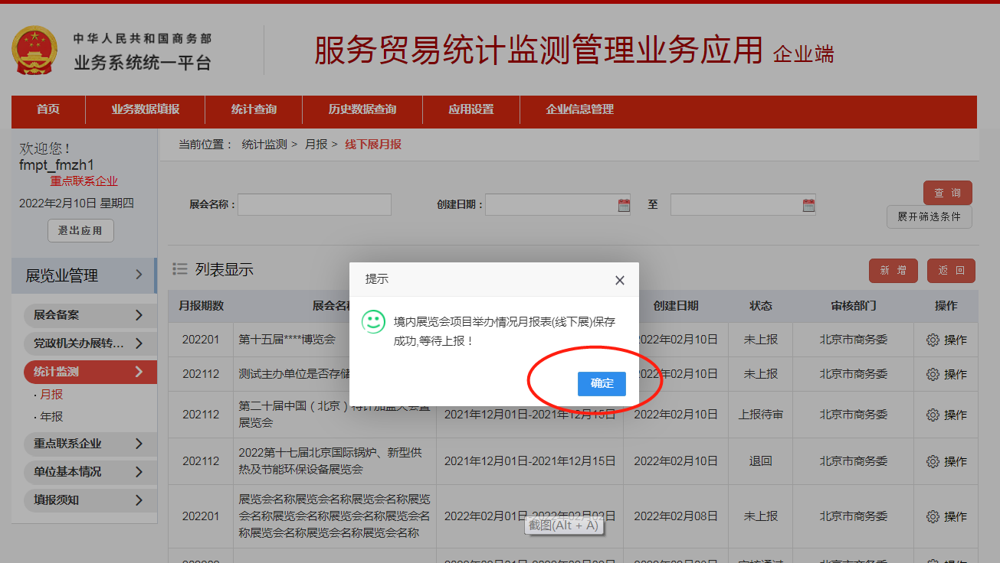 中华人民共和国商务部
业务系统统一平台
服务贸易统计监测管理业务应用 企业端
首页 业务数据填报 统计查询 历史数据查询 应用设置 企业信息管理
欢迎您！
fmpt_fmzh1
重点联系企业
2022年2月10日 星期四
退出应用
展览业管理
展会备案
党政机关办展转...
统计监测
· 月报
· 年报
重点联系企业
单位基本情况
填报须知
当前位置： 统计监测 > 月报 > 线下展月报
展会名称： 创建日期： 至
查 询
展开筛选条件
列表显示
新 增 返 回
月报期数 展会名 创建日期 状态 审核部门 操作
202201 第十五届****博览会 2022年02月10日 未上报 北京市商务委 操作
202112 测试主办单位是否存储 2022年02月10日 未上报 北京市商务委 操作
202112 第二十届中国（北京）特许加盟大会暨
展览会 2021年12月01日-2021年12月15日 2022年02月10日 上报待审 北京市商务委 操作
202112 2022第十七届北京国际锅炉、新型供
热及节能环保设备展览会 2021年12月01日-2021年12月15日 2022年02月10日 退回 北京市商务委 操作
202201 展览会名称展览会名称展览会名称展览
会名称展览会名称展览会名称展览会名
称展览会名称展览会名称展览会名称 2022年02月01日-2022年02月02日 2022年02月08日 未上报 北京市商务委 操作
提示
境内展览会项目举办情况月报表(线下展)保存
成功,等待上报！
确定
截图(Alt + A)